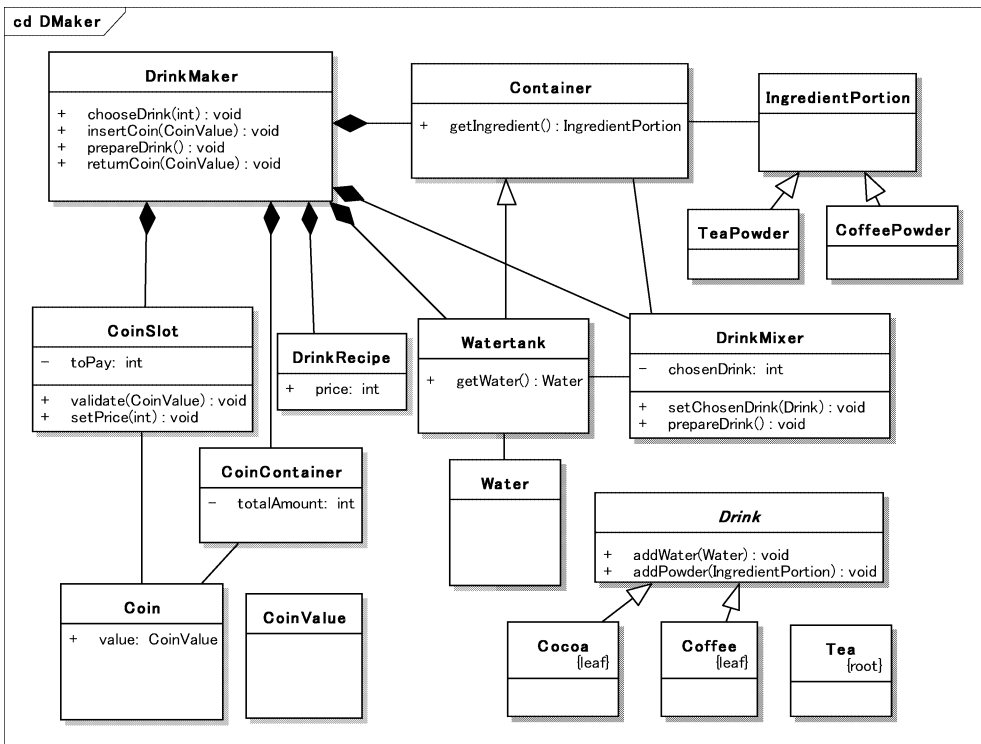 cd DMaker
DrinkMaker
+ chooseDrink(int) : void
+ insertCoin(CoinValue) : void
+ prepareDrink() : void
+ returnCoin(CoinValue) : void
Container
+ getIngredient() : IngredientPortion
IngredientPortion
TeaPowder
CoffeePowder
CoinSlot
- toPay: int
+ validate(CoinValue) : void
+ setPrice(int) : void
DrinkRecipe
+ price: int
Watertank
+ getWater() : Water
DrinkMixer
- chosenDrink: int
+ setChosenDrink(Drink) : void
+ prepareDrink() : void
CoinContainer
- totalAmount: int
Water
Drink
+ addWater(Water) : void
+ addPowder(IngredientPortion) : void
Coin
+ value: CoinValue
CoinValue
Cocoa
{leaf}
Coffee
{leaf}
Tea
{root}